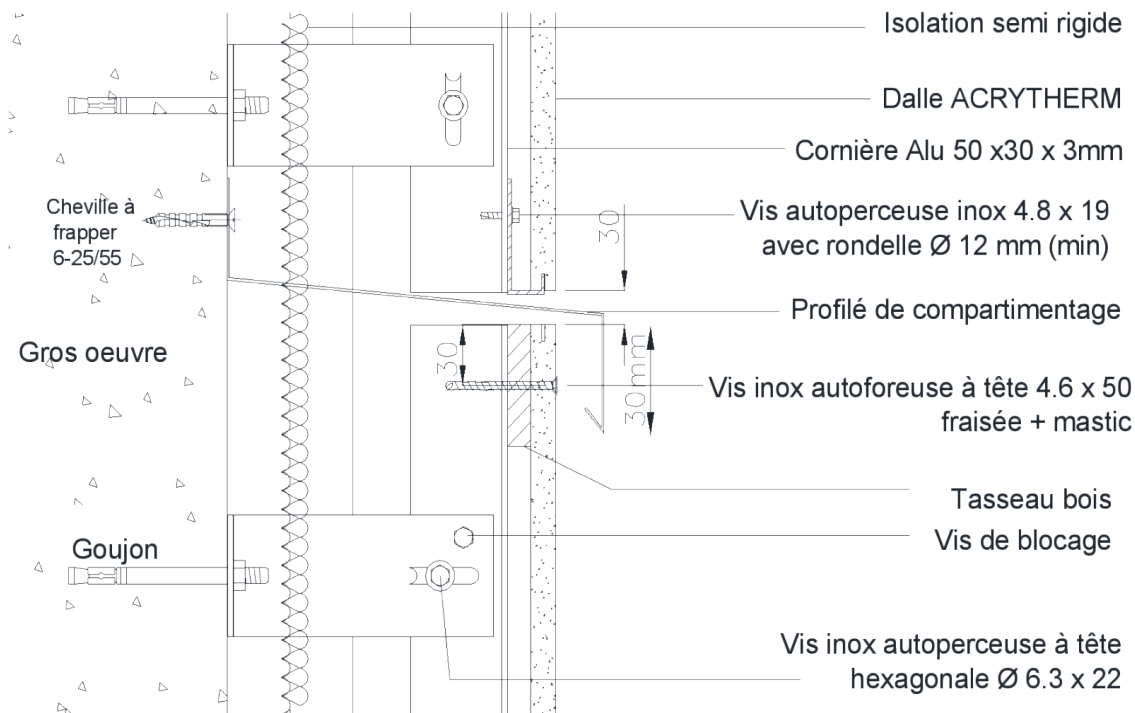 Isolation semi rigide
Dalle ACRYTHERM
Cornière Alu 50 x30 x 3mm
Cheville à
frapper
6-25/55
Vis autoperceuse inox 4.8 x 19
avec rondelle Ø 12 mm (min)
30
Profilé de compartimentage
Gros oeuvre
30
30 mm
Vis inox autoforeuse à tête 4.6 x 50
fraisée + mastic
Tasseau bois
Vis de blocage
Goujon
Vis inox autoperceuse à tête
hexagonale Ø 6.3 x 22